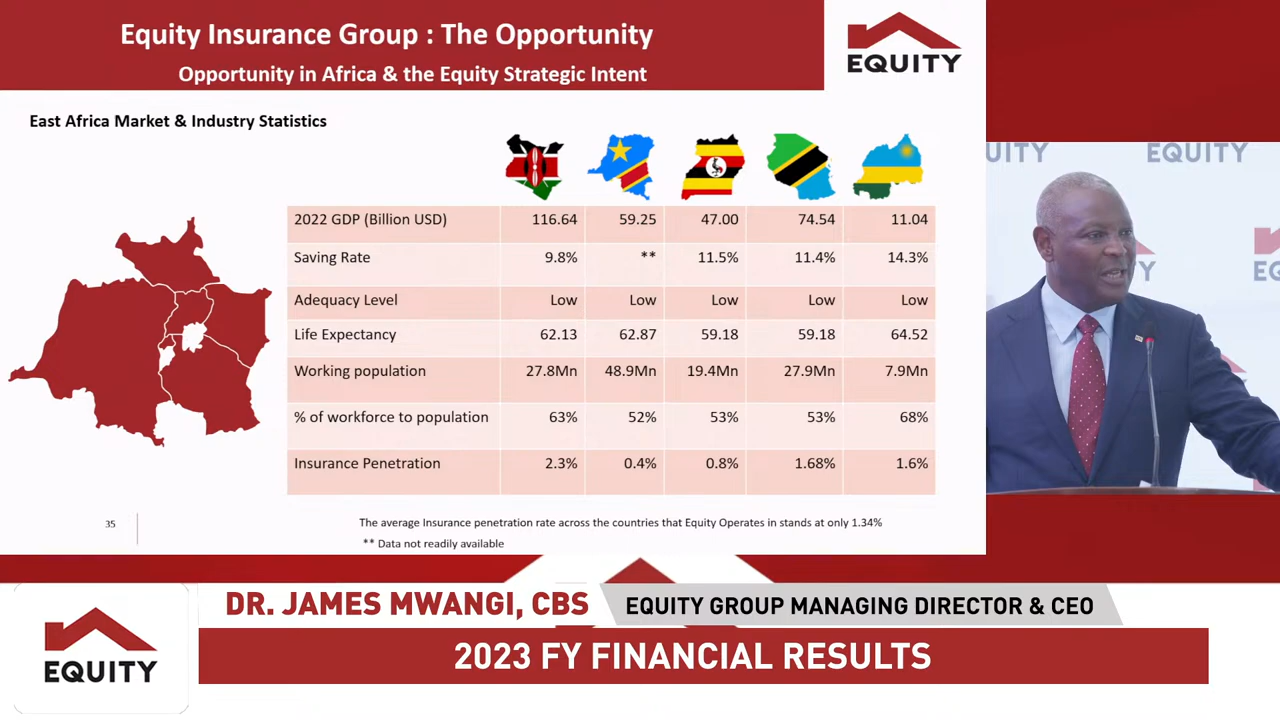 Equity Insurance Group : The Opportunity
Opportunity in Africa & the Equity Strategic Intent
EQUITY
East Africa Market & Industry Statistics
2022 GDP (Billion USD) 116.64 59.25 47.00 74.54 11.04
Saving Rate 9.8% ** 11.5% 11.4% 14.3%
Adequacy Level Low Low Low Low Low
Life Expectancy 62.13 62.87 59.18 59.18 64.52
Working population 27.8Mn 48.9Mn 19.4Mn 27.9Mn 7.9Mn
% of workforce to population 63% 52% 53% 53% 68%
Insurance Penetration 2.3% 0.4% 0.8% 1.68% 1.6%
35
The average Insurance penetration rate across the countries that Equity Operates in stands at only 1.34%
** Data not readily available
UITY
EQUITY
Y
EQ
DR. JAMES MWANGI, CBS
EQUITY GROUP MANAGING DIRECTOR & CEO
EQUITY
2023 FY FINANCIAL RESULTS